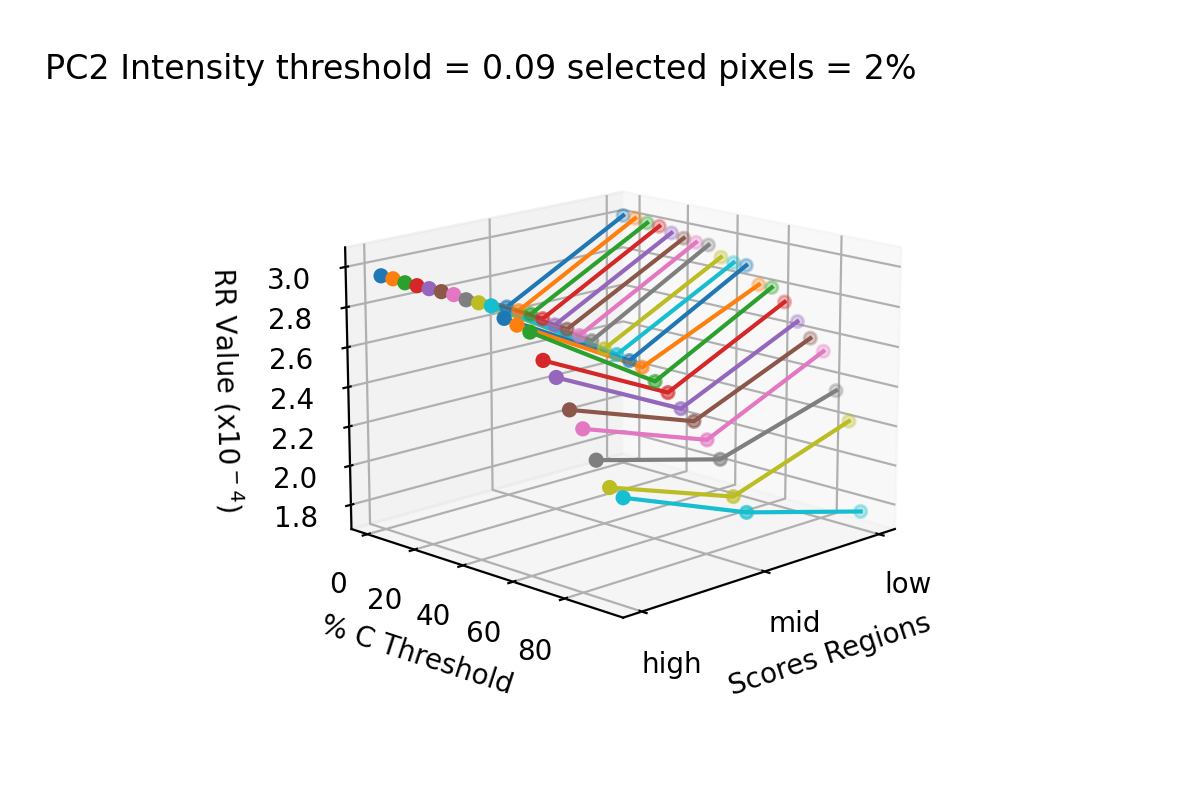 PC2 Intensity threshold = 0.09 selected pixels = 2%
RR Value (x10⁻⁴)
3.0
2.8
2.6
2.4
2.2
2.0
1.8
0
20
40
60
80
% C Threshold
high
mid
low
Scores Regions